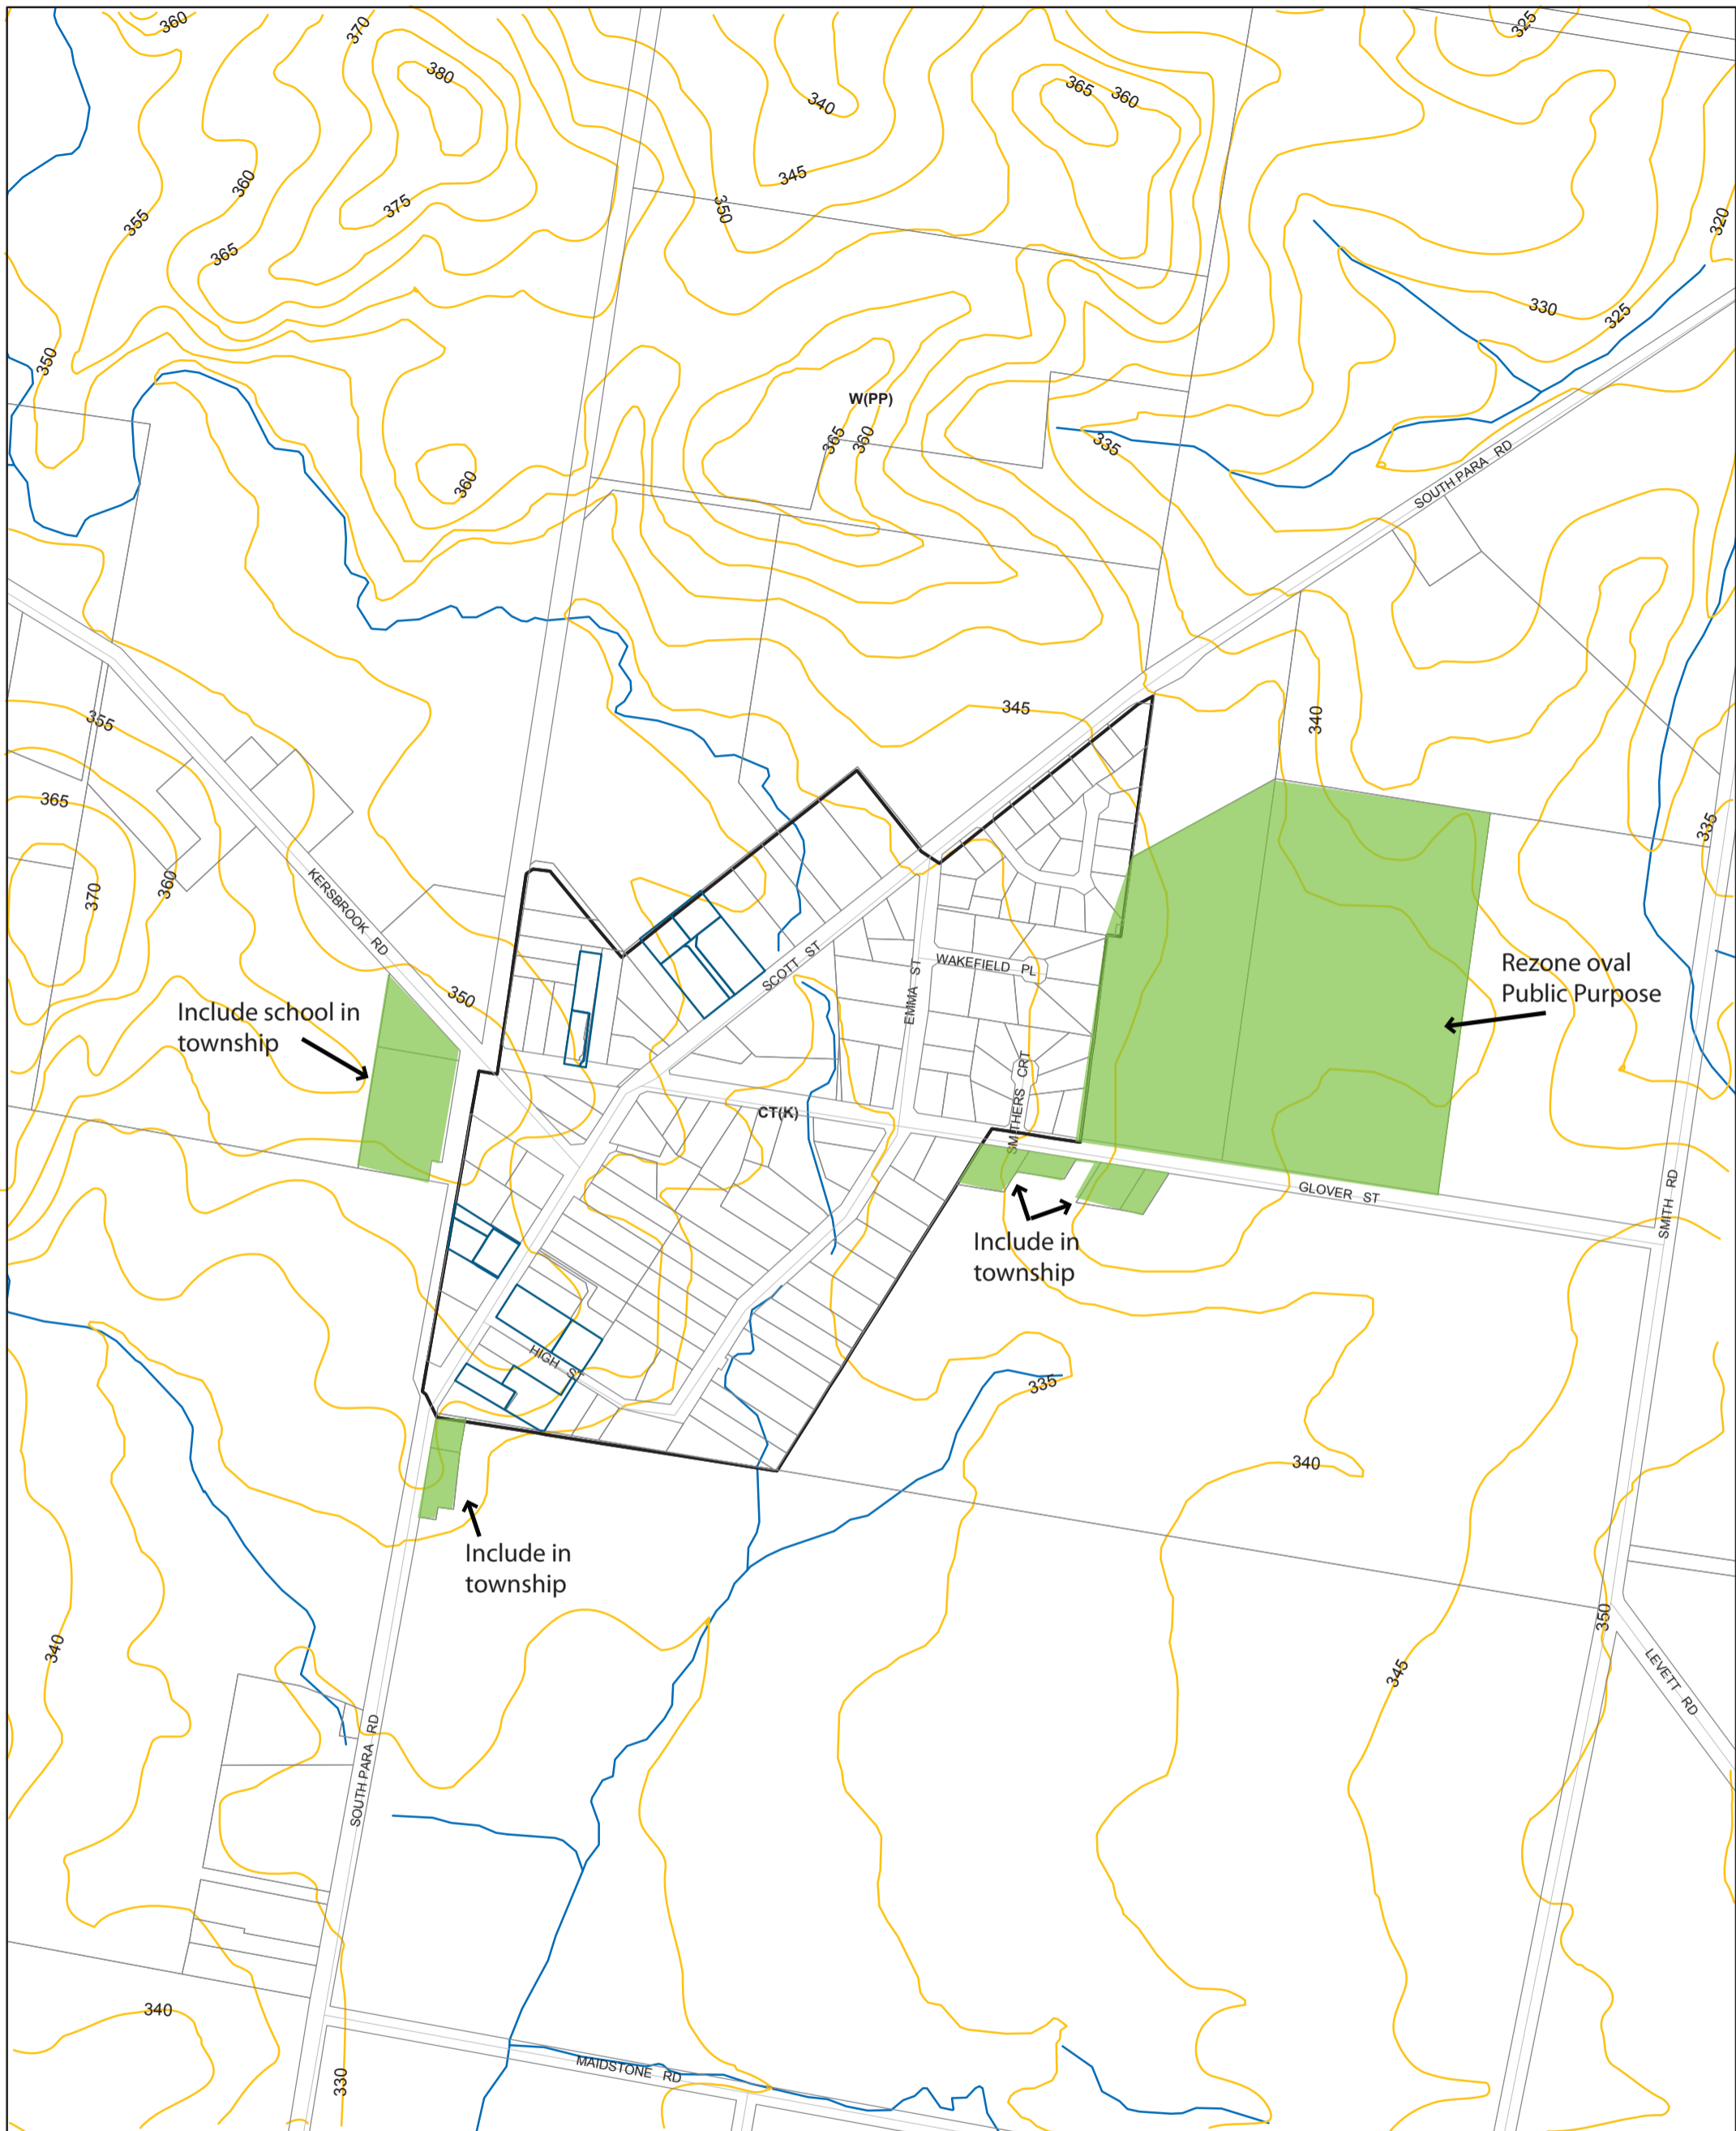 360
370
325
380
365
360
340
345
350
360
375
355
365
320
330
325
350
W(PP)
365
360
335
360
SOUTH PARA RD
345
340
355
365
335
370
360
KERSBROOK RD
SCOTT ST
WAKEFIELD PL
EMMA ST
350
Rezone oval
Public Purpose
Include school in
township
SMITHERS CRT
CT(K)
GLOVER ST
SMITH RD
Include in
township
HIGH ST
335
340
Include in
township
350
340
345
LEVETT RD
SOUTH PARA RD
340
330
MAIDSTONE RD